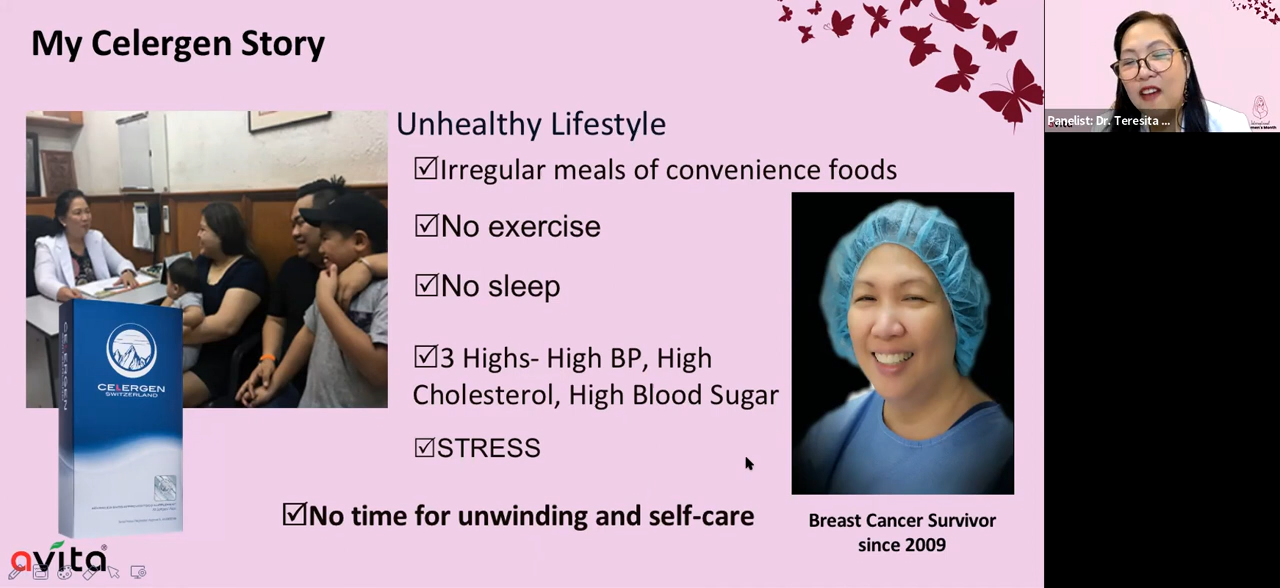 My Celergen Story
Unhealthy Lifestyle
☑Irregular meals of convenience foods
☑No exercise
☑No sleep
☑3 Highs- High BP, High
Cholesterol, High Blood Sugar
☑STRESS
☑No time for unwinding and self-care
Breast Cancer Survivor
since 2009
CELERGEN
CELERGEN
SWITZERLAND
avita®
Panelist: Dr. Teresita ...